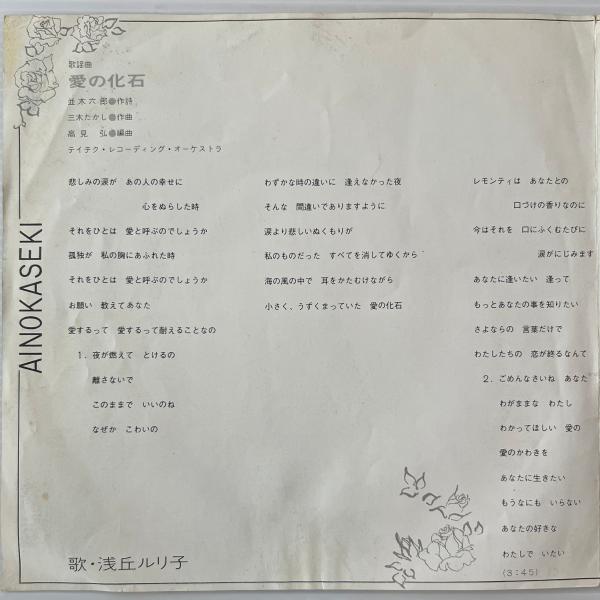 歌謡曲
愛の化石
並木六郎●作詩
三木たかし●作曲
高見 弘●編曲
テイチク・レコーディング・オーケストラ
悲しみの涙が あの人の幸せに
心をぬらした時
それをひとは 愛と呼ぶのでしょうか
孤独が 私の胸にあふれた時
それをひとは 愛と呼ぶのでしょうか
お願い 教えてあなた
愛するって 愛するって耐えることなの
1. 夜が燃えて とけるの
離さないで
このままで いいのね
なぜか こわいの
わずかな時の違いに 逢えなかった夜
そんな 間違いでありますように
涙より悲しいぬくもりが
私のものだった すべてを消してゆくから
海の風の中で 耳をかたむけながら
小さく、うずくまっていた 愛の化石
レモンティは あなたとの
口づけの香りなのに
今はそれを 口にふくむたびに
涙がにじみます
あなたに逢いたい 逢って
もっとあなたの事を知りたい
さよならの 言葉だけで
わたしたちの 恋が終るなんて
2. ごめんなさいね あなた
わがままな わたし
わかってほしい 愛の
愛のかわきを
あなたに生きたい
もうなにも いらない
あなたの好きな
わたしで いたい
(3:45)
AINOKASEKI
歌・浅丘ルリ子